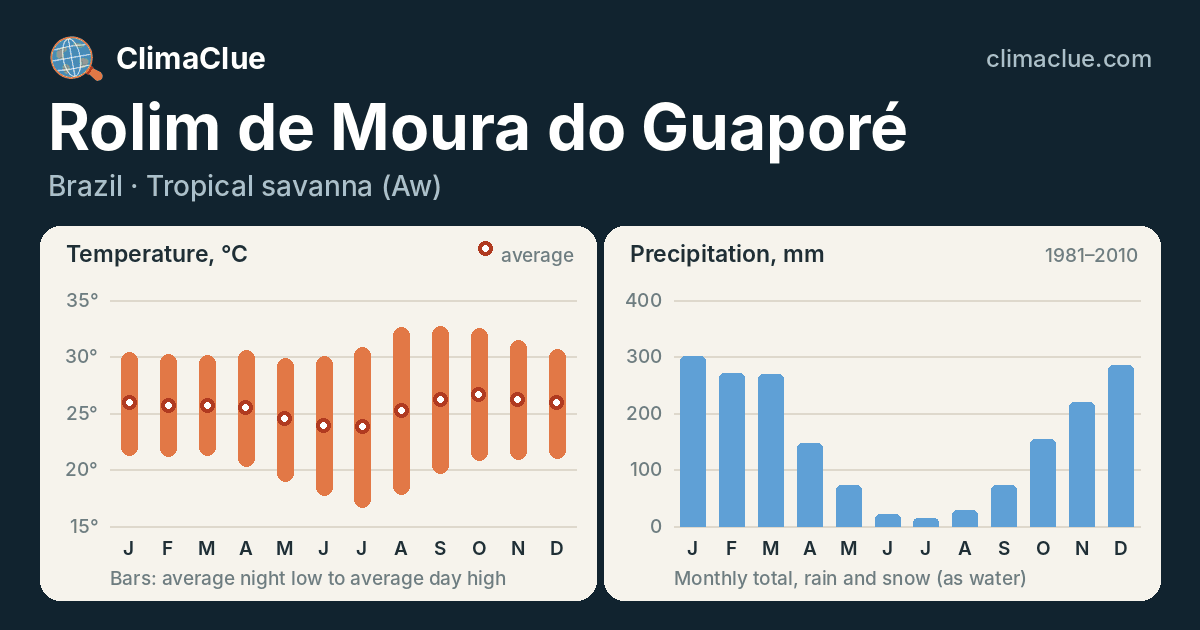 ClimaClue
climaclue.com
Rolim de Moura do Guaporé
Brazil · Tropical savanna (Aw)
Temperature, °C
average
35°
30°
25°
20°
15°
J F M A M J J A S O N D
Bars: average night low to average day high
Precipitation, mm
1981–2010
400
300
200
100
0
J F M A M J J A S O N D
Monthly total, rain and snow (as water)